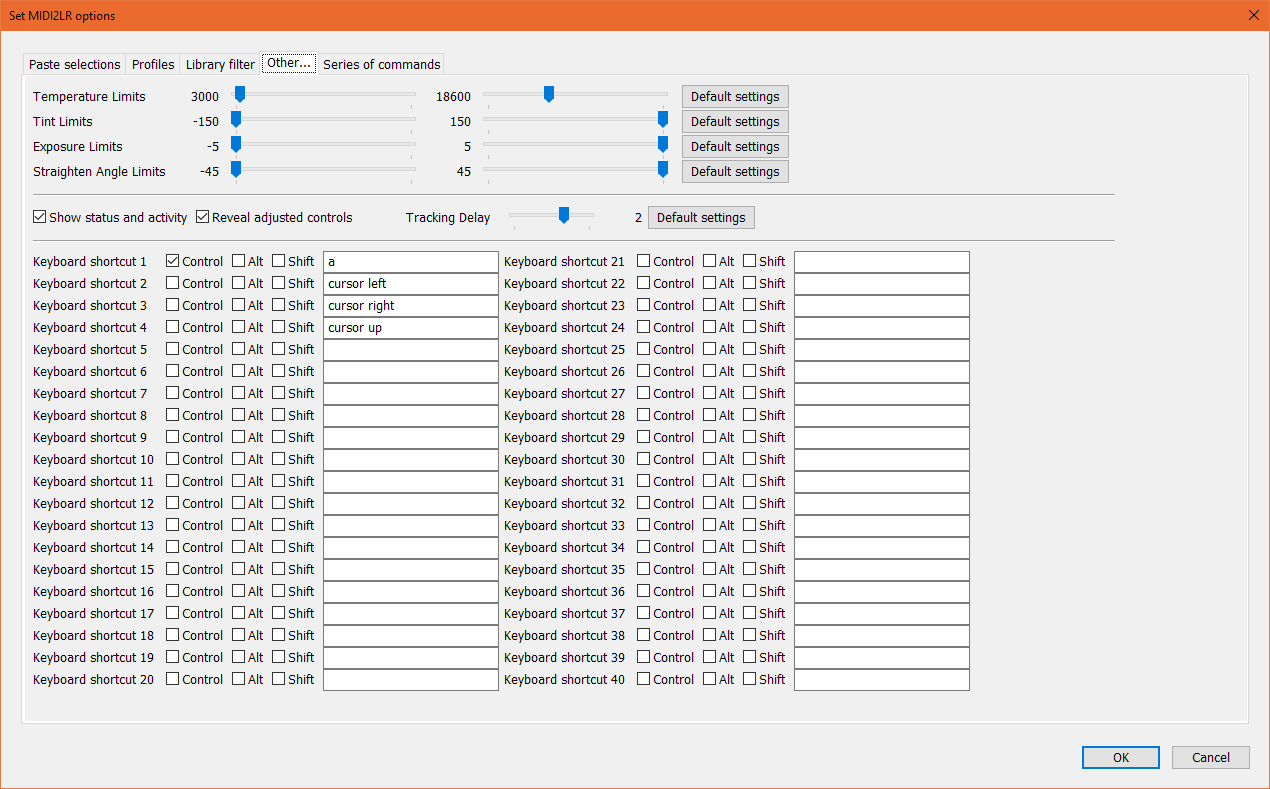 Set MIDI2LR options
Paste selections Profiles Library filter Other... Series of commands
Temperature Limits 3000 18600 Default settings
Tint Limits -150 150 Default settings
Exposure Limits -5 5 Default settings
Straighten Angle Limits -45 45 Default settings
Show status and activity Reveal adjusted controls Tracking Delay 2 Default settings
Keyboard shortcut 1 Control Alt Shift a Keyboard shortcut 21 Control Alt Shift
Keyboard shortcut 2 Control Alt Shift cursor left Keyboard shortcut 22 Control Alt Shift
Keyboard shortcut 3 Control Alt Shift cursor right Keyboard shortcut 23 Control Alt Shift
Keyboard shortcut 4 Control Alt Shift cursor up Keyboard shortcut 24 Control Alt Shift
Keyboard shortcut 5 Control Alt Shift Keyboard shortcut 25 Control Alt Shift
Keyboard shortcut 6 Control Alt Shift Keyboard shortcut 26 Control Alt Shift
Keyboard shortcut 7 Control Alt Shift Keyboard shortcut 27 Control Alt Shift
Keyboard shortcut 8 Control Alt Shift Keyboard shortcut 28 Control Alt Shift
Keyboard shortcut 9 Control Alt Shift Keyboard shortcut 29 Control Alt Shift
Keyboard shortcut 10 Control Alt Shift Keyboard shortcut 30 Control Alt Shift
Keyboard shortcut 11 Control Alt Shift Keyboard shortcut 31 Control Alt Shift
Keyboard shortcut 12 Control Alt Shift Keyboard shortcut 32 Control Alt Shift
Keyboard shortcut 13 Control Alt Shift Keyboard shortcut 33 Control Alt Shift
Keyboard shortcut 14 Control Alt Shift Keyboard shortcut 34 Control Alt Shift
Keyboard shortcut 15 Control Alt Shift Keyboard shortcut 35 Control Alt Shift
Keyboard shortcut 16 Control Alt Shift Keyboard shortcut 36 Control Alt Shift
Keyboard shortcut 17 Control Alt Shift Keyboard shortcut 37 Control Alt Shift
Keyboard shortcut 18 Control Alt Shift Keyboard shortcut 38 Control Alt Shift
Keyboard shortcut 19 Control Alt Shift Keyboard shortcut 39 Control Alt Shift
Keyboard shortcut 20 Control Alt Shift Keyboard shortcut 40 Control Alt Shift
OK Cancel